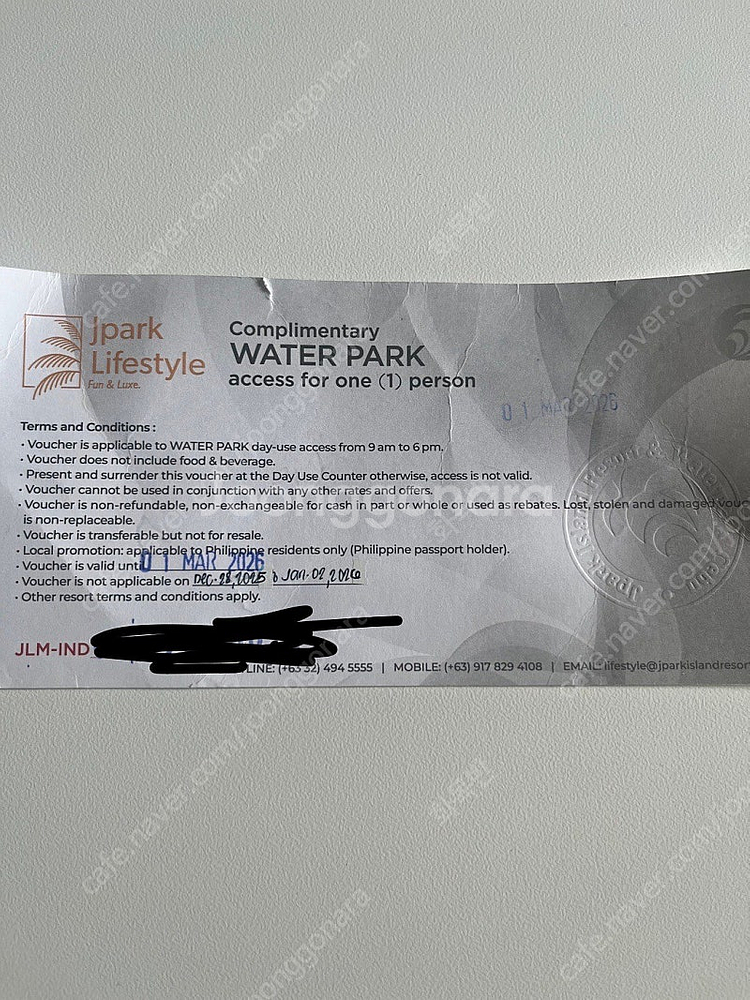 Jpark
Lifestyle
Fun & Luxe.
Complimentary
WATER PARK
access for one (1) person
01 MAR 2026
Terms and Conditions :
• Voucher is applicable to WATER PARK day-use access from 9 am to 6 pm.
• Voucher does not include food & beverage.
• Present and surrender this voucher at the Day Use Counter otherwise, access is not valid.
• Voucher cannot be used in conjunction with any other rates and offers.
• Voucher is non-refundable, non-exchangeable for cash in part or whole or used as rebates. Lost, stolen and damaged vouc
is non-replaceable.
• Voucher is transferable but not for resale.
• Local promotion: applicable to Philippine residents only (Philippine passport holder).
• Voucher is valid until 01 MAR 2026
• Voucher is not applicable on Dec. 28, 2025 & Jan. 02, 2026
• Other resort terms and conditions apply.
JLM-IND
LINE: (+63 32) 494 5555 | MOBILE: (+63) 917 829 4108 | EMAIL: lifestyle@jparkislandresor
Jpark Island Resort & Water
cafe.naver.com/joonggonara
joonggonara